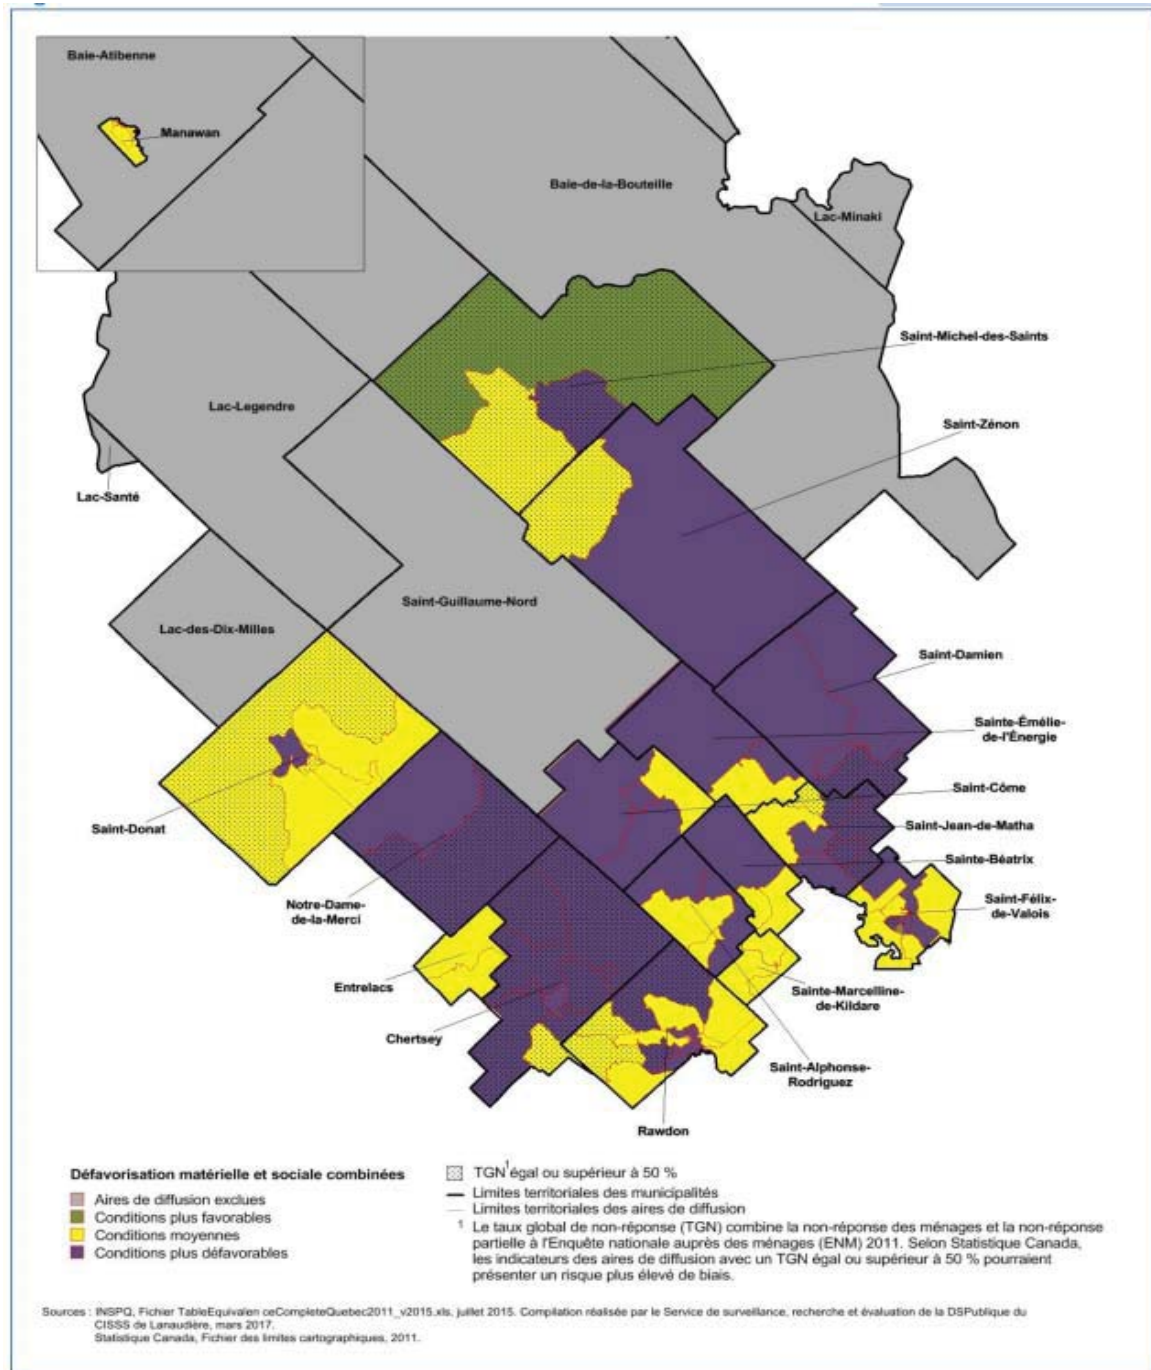 Baie-Atibenne
Manawan
Baie-de-la-Bouteille
Lac-Minaki
Saint-Michel-des-Saints
Lac-Legendre
Saint-Zénon
Lac-Santé
Saint-Guillaume-Nord
Lac-des-Dix-Milles
Saint-Damien
Sainte-Émélie-
de-l'Énergie
Saint-Côme
Saint-Donat
Saint-Jean-de-Matha
Sainte-Béatrix
Notre-Dame-
de-la-Merci
Saint-Félix-
de-Valois
Entrelacs
Sainte-Marcelline-
de-Kildare
Chertsey
Saint-Alphonse-
Rodriguez
Rawdon
Défavorisation matérielle et sociale combinées
Aires de diffusion exclues
Conditions plus favorables
Conditions moyennes
Conditions plus défavorables
TGN¹ égal ou supérieur à 50 %
Limites territoriales des municipalités
Limites territoriales des aires de diffusion
¹ Le taux global de non-réponse (TGN) combine la non-réponse des ménages et la non-réponse
partielle à l'Enquête nationale auprès des ménages (ENM) 2011. Selon Statistique Canada,
les indicateurs des aires de diffusion avec un TGN égal ou supérieur à 50 % pourraient
présenter un risque plus élevé de biais.
Sources : INSPQ, Fichier TableEquivalen ceCompleteQuebec2011_v2015.xls, juillet 2015. Compilation réalisée par le Service de surveillance, recherche et évaluation de la DSPublique du
CISSS de Lanaudière, mars 2017.
Statistique Canada, Fichier des limites cartographiques, 2011.